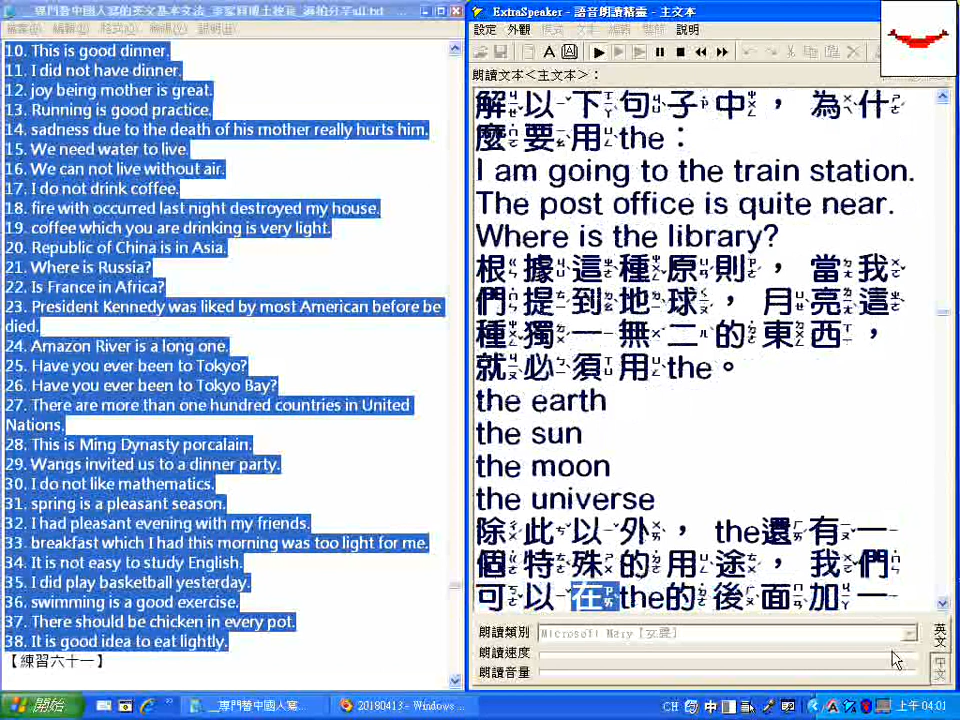 10. This is good dinner.
11. I did not have dinner.
12. joy being mother is great.
13. Running is good practice.
14. sadness due to the death of his mother really hurts him.
15. We need water to live.
16. We can not live without air.
17. I do not drink coffee.
18. fire with occurred last night destroyed my house.
19. coffee which you are drinking is very light.
20. Republic of China is in Asia.
21. Where is Russia?
22. Is France in Africa?
23. President Kennedy was liked by most American before be
died.
24. Amazon River is a long one.
25. Have you ever been to Tokyo?
26. Have you ever been to Tokyo Bay?
27. There are more than one hundred countries in United
Nations.
28. This is Ming Dynasty porcalain.
29. Wangs invited us to a dinner party.
30. I do not like mathematics.
31. spring is a pleasant season.
32. I had pleasant evening with my friends.
33. breakfast which I had this morning was too light for me.
34. It is not easy to study English.
35. I did play basketball yesterday.
36. swimming is a good exercise.
37. There should be chicken in every pot.
38. It is good idea to eat lightly.
【練習六十一】
ExtraSpeaker - 語音朗讀精靈 - 主文本
設定 外觀 說明
朗讀文本<主文本>：
解以下句子中，為什
麼要用the：
I am going to the train station.
The post office is quite near.
Where is the library?
根據這種原則，當我
們提到地球，月亮這
種獨一無二的東西，
就必須用the。
the earth
the sun
the moon
the universe
除此以外，the還有一
個特殊的用途，我們
可以在the的後面加一
朗讀類別 Microsoft Mary【女聲】
朗讀速度
朗讀音量
英文
中文
開始
__專門替中國人寫...
20180413 - Windows ...
CH 中
上午 04:01